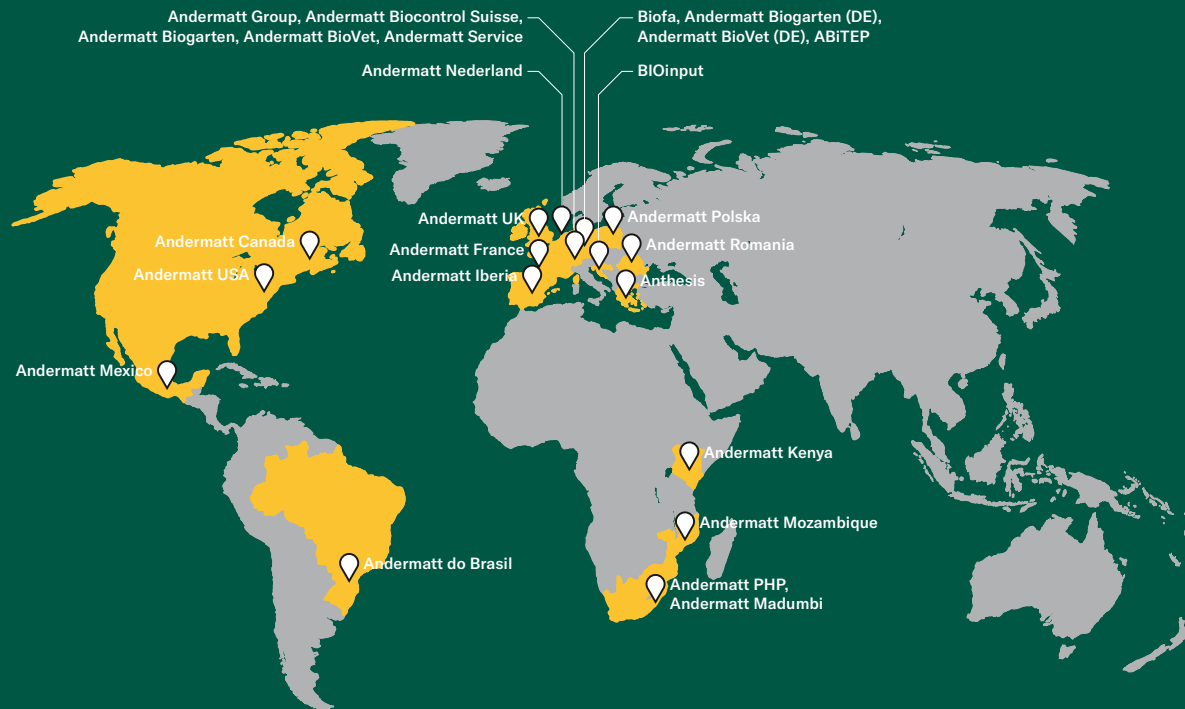 Andermatt Group, Andermatt Biocontrol Suisse,
Andermatt Biogarten, Andermatt BioVet, Andermatt Service
Biofa, Andermatt Biogarten (DE),
Andermatt BioVet (DE), ABiTEP
Andermatt Nederland
BIOinput
Andermatt UK
Andermatt Polska
Andermatt Canada
Andermatt France
Andermatt Romania
Andermatt USA
Andermatt Iberia
Anthesis
Andermatt Mexico
Andermatt Kenya
Andermatt Mozambique
Andermatt do Brasil
Andermatt PHP,
Andermatt Madumbi